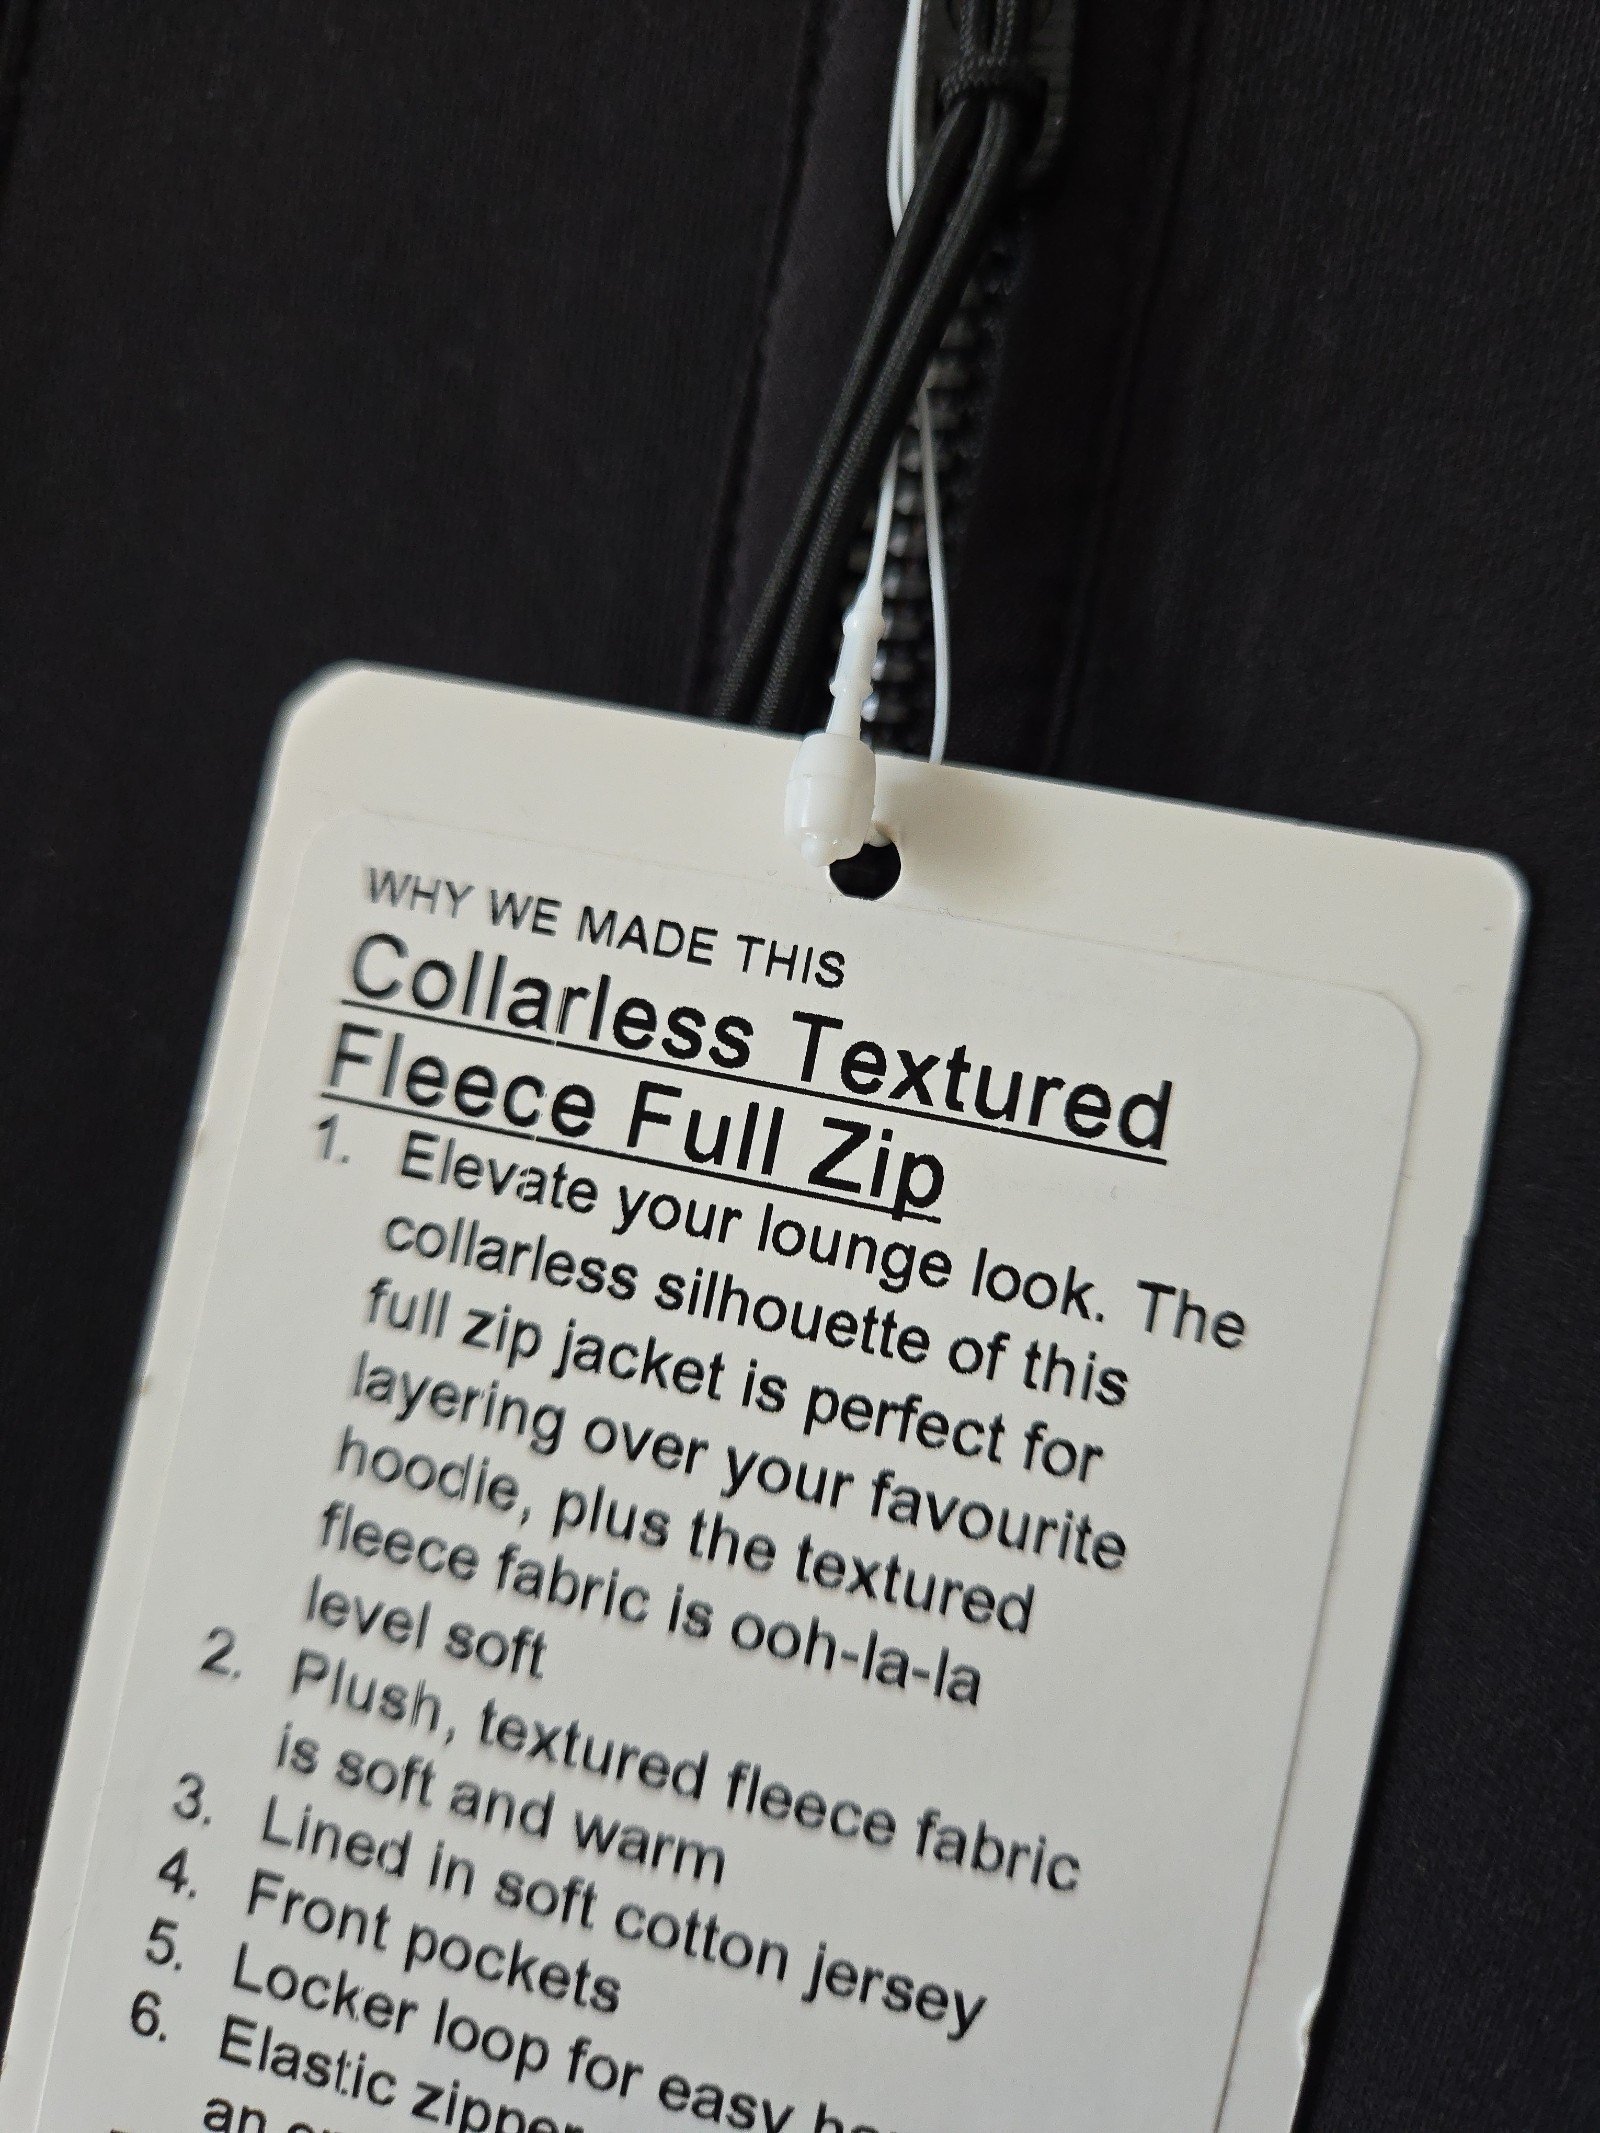 WHY WE MADE THIS
Collarless Textured
Fleece Full Zip
1. Elevate your lounge look. The
collarless silhouette of this
full zip jacket is perfect for
layering over your favourite
hoodie, plus the textured
fleece fabric is ooh-la-la
level soft
2. Plush, textured fleece fabric
is soft and warm
3. Lined in soft cotton jersey
4. Front pockets
5. Locker loop for easy
6. Elastic zipper
an